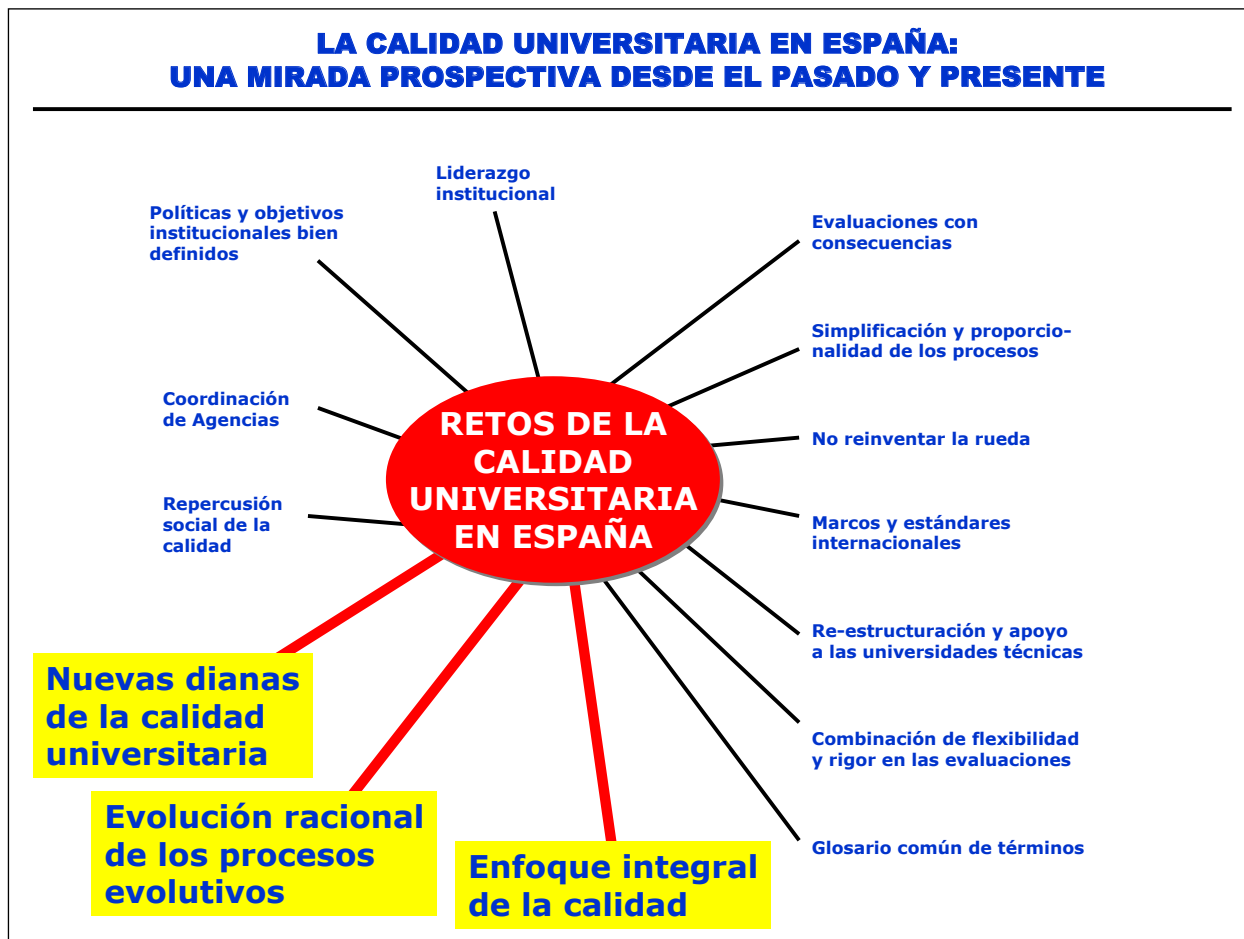 LA CALIDAD UNIVERSITARIA EN ESPAÑA:
UNA MIRADA PROSPECTIVA DESDE EL PASADO Y PRESENTE
Liderazgo
institucional
Políticas y objetivos
institucionales bien
definidos
Evaluaciones con
consecuencias
Simplificación y proporcio-
nalidad de los procesos
Coordinación
de Agencias
RETOS DE LA
CALIDAD
UNIVERSITARIA
EN ESPAÑA
No reinventar la rueda
Repercusión
social de la
calidad
Marcos y estándares
internacionales
Re-estructuración y apoyo
a las universidades técnicas
Nuevas dianas
de la calidad
universitaria
Combinación de flexibilidad
y rigor en las evaluaciones
Evolución racional
de los procesos
evolutivos
Enfoque integral
de la calidad
Glosario común de términos